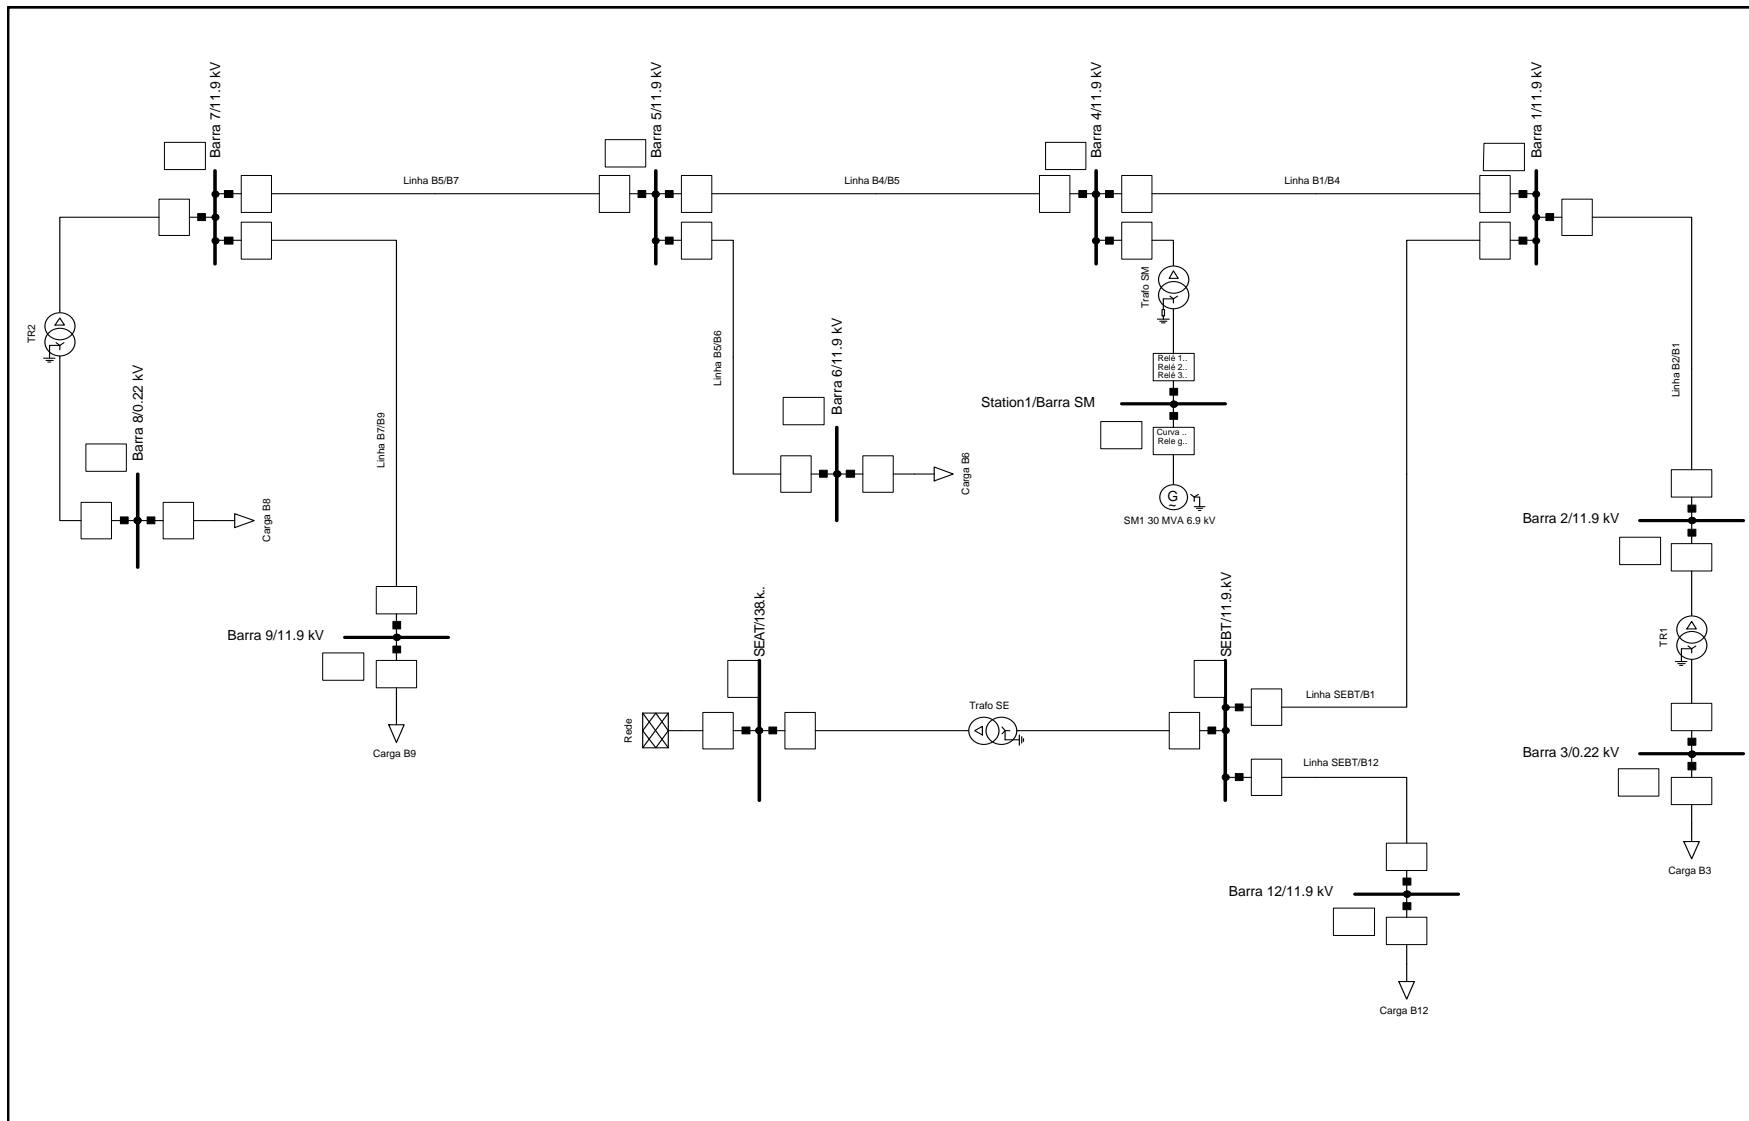 Barra 7/11.9 kV
Barra 5/11.9 kV
Barra 4/11.9 kV
Barra 1/11.9 kV
Linha B5/B7
Linha B4/B5
Linha B1/B4
Trafo SM
TR2
Linha B5/B6
Linha B2/B1
Relé 1..
Relé 2..
Relé 3..
Barra 8/0.22 kV
Linha B7/B9
Barra 6/11.9 kV
Station1/Barra SM
Curva ..
Rele g..
Carga B8
Carga B6
G
~
SM1 30 MVA 6.9 kV
Barra 2/11.9 kV
Barra 9/11.9 kV
SEAT/138.k..
SEBT/11.9.kV
TR1
Linha SEBT/B1
Rede
Trafo SE
Carga B9
Linha SEBT/B12
Barra 3/0.22 kV
Carga B3
Barra 12/11.9 kV
Carga B12